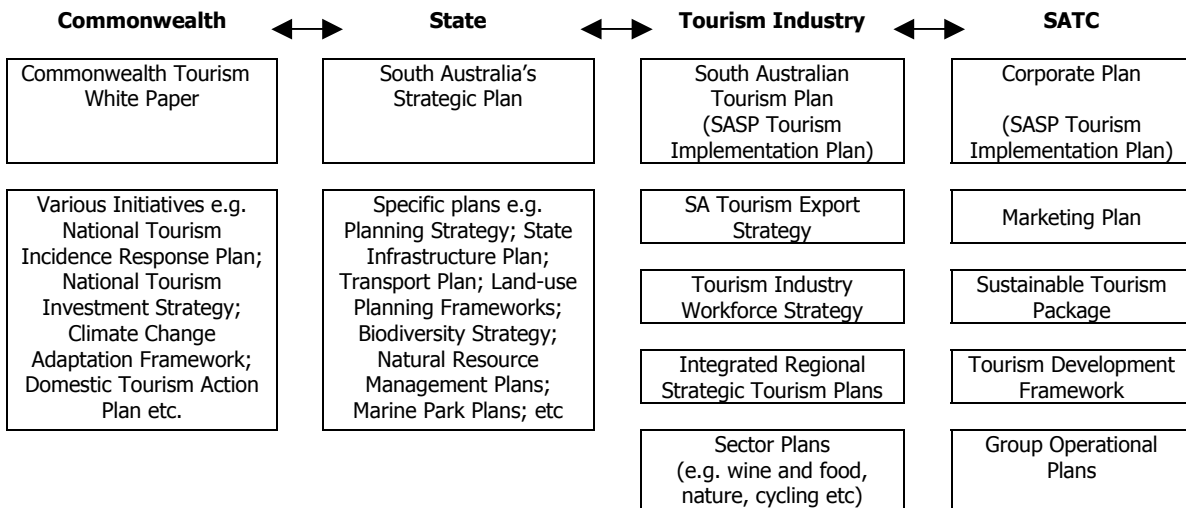 Commonwealth
State
Tourism Industry
SATC
Commonwealth Tourism
White Paper
South Australia's
Strategic Plan
South Australian
Tourism Plan
(SASP Tourism
Implementation Plan)
Corporate Plan
(SASP Tourism
Implementation Plan)
Various Initiatives e.g.
National Tourism
Incidence Response Plan;
National Tourism
Investment Strategy;
Climate Change
Adaptation Framework;
Domestic Tourism Action
Plan etc.
Specific plans e.g.
Planning Strategy; State
Infrastructure Plan;
Transport Plan; Land-use
Planning Frameworks;
Biodiversity Strategy;
Natural Resource
Management Plans;
Marine Park Plans; etc
SA Tourism Export
Strategy
Tourism Industry
Workforce Strategy
Integrated Regional
Strategic Tourism Plans
Sector Plans
(e.g. wine and food,
nature, cycling etc)
Marketing Plan
Sustainable Tourism
Package
Tourism Development
Framework
Group Operational
Plans